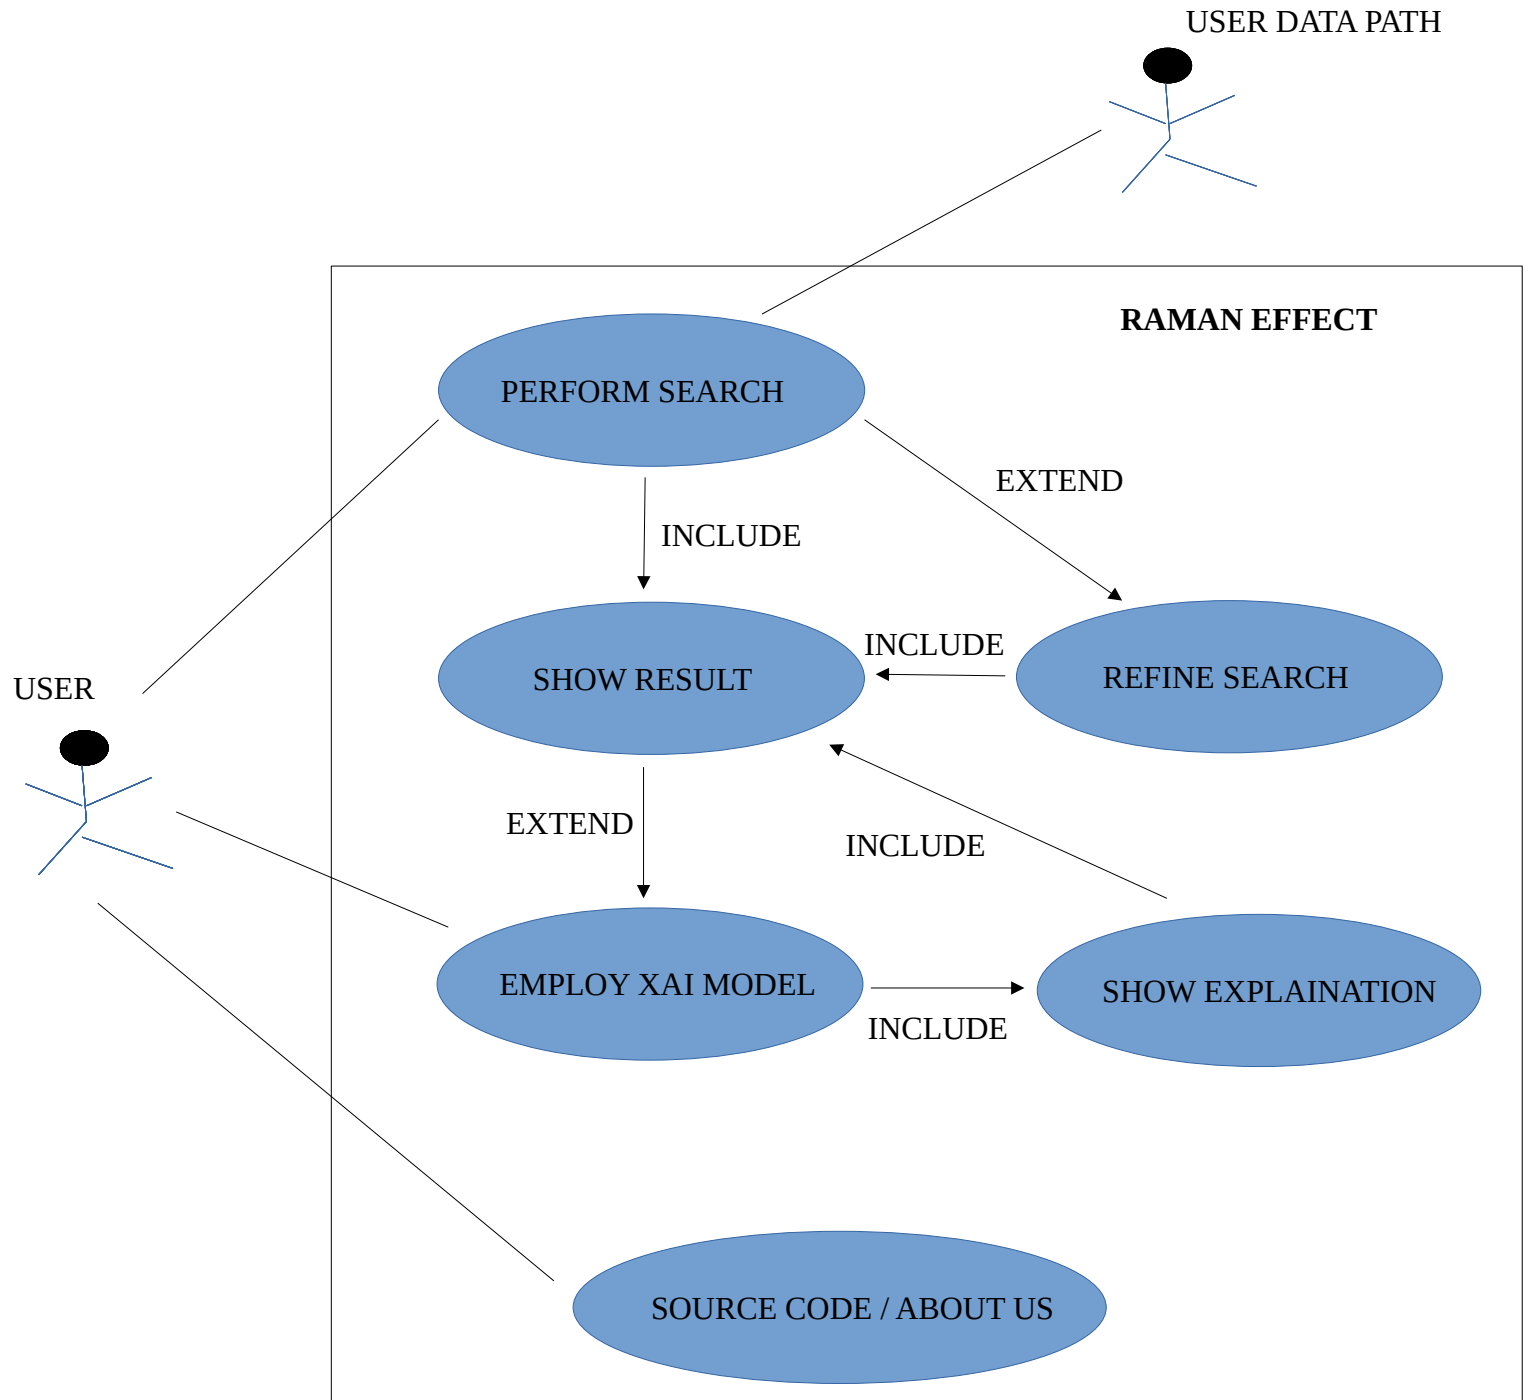 USER DATA PATH
RAMAN EFFECT
PERFORM SEARCH
EXTEND
INCLUDE
INCLUDE
SHOW RESULT
REFINE SEARCH
USER
EXTEND
INCLUDE
EMPLOY XAI MODEL
SHOW EXPLAINATION
INCLUDE
SOURCE CODE / ABOUT US